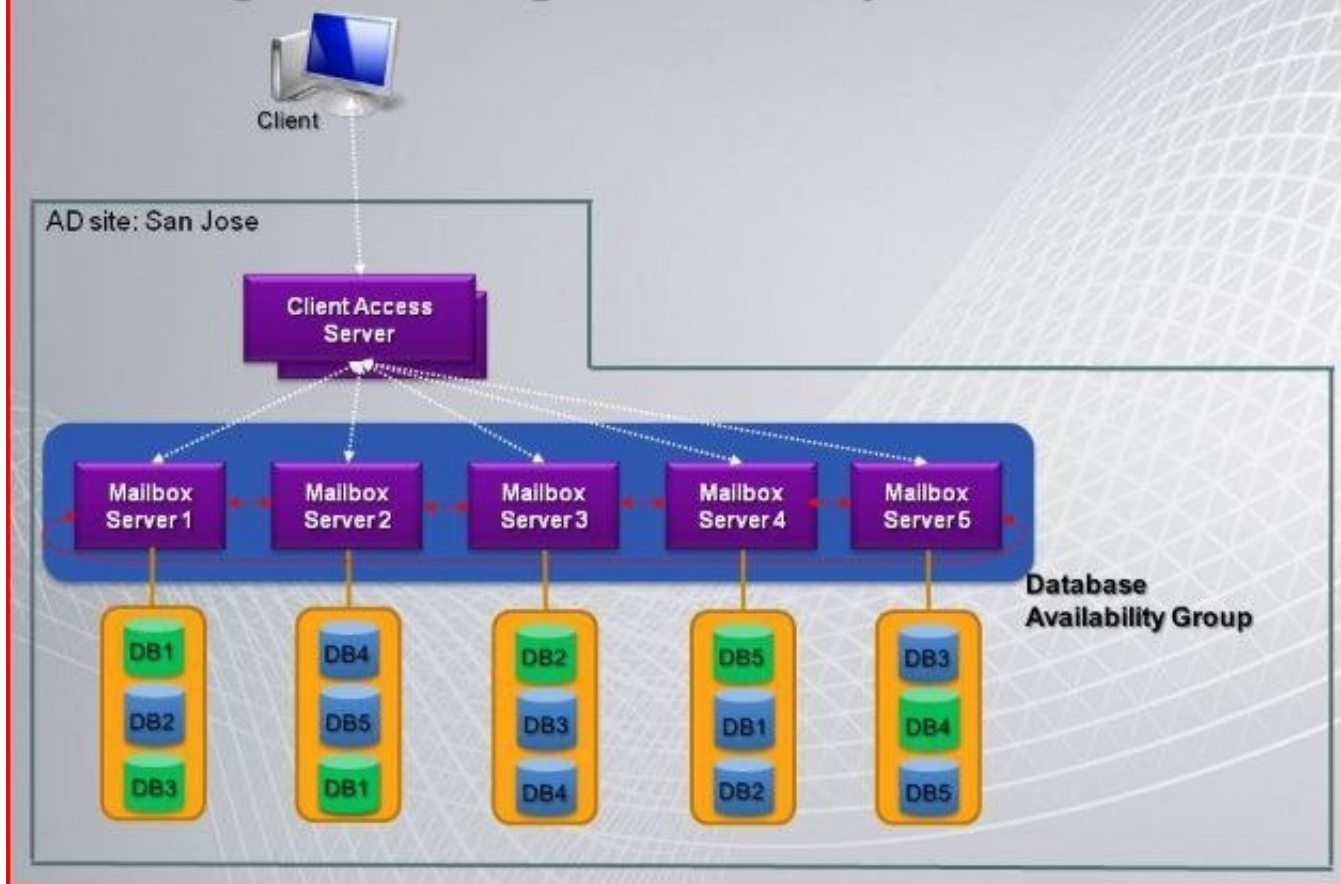 Client
AD site: San Jose
Client Access
Server
Mailbox
Server 1
Mailbox
Server 2
Mailbox
Server 3
Mailbox
Server 4
Mailbox
Server 5
Database
Availability Group
DB1
DB2
DB3
DB4
DB5
DB1
DB2
DB3
DB4
DB5
DB1
DB2
DB3
DB4
DB5